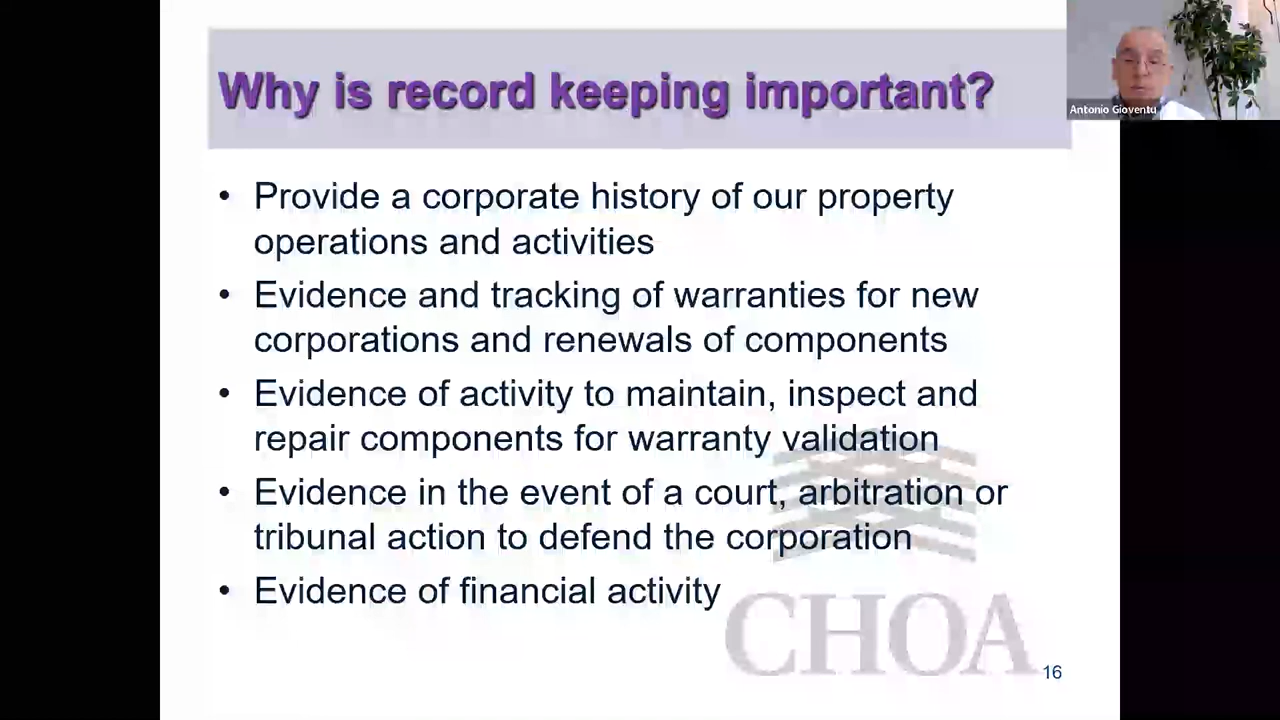 Why is record keeping important?
Antonio Gioventu
• Provide a corporate history of our property
operations and activities
• Evidence and tracking of warranties for new
corporations and renewals of components
• Evidence of activity to maintain, inspect and
repair components for warranty validation
• Evidence in the event of a court, arbitration or
tribunal action to defend the corporation
• Evidence of financial activity
CHOA
16